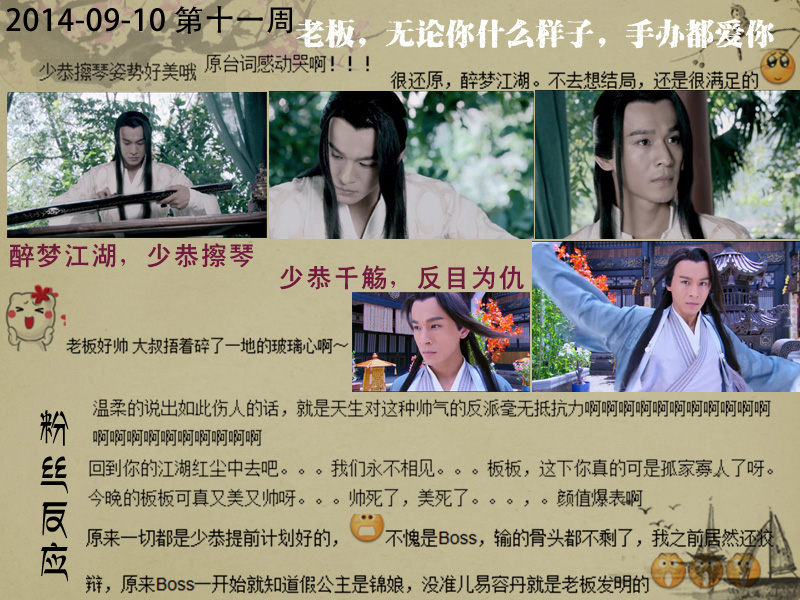 2014-09-10 第十一周
老板，无论你什么样子，手办都爱你
少恭擦琴姿势好美哦
原台词感动哭啊！！！
很还原，醉梦江湖。不去想结局，还是很满足的
醉梦江湖，少恭擦琴
少恭千觞，反目为仇
老板好帅 大叔捂着碎了一地的玻璃心啊～
粉丝反应
温柔的说出如此伤人的话，就是天生对这种帅气的反派毫无抵抗力啊啊啊啊啊啊啊啊啊啊啊
啊啊啊啊啊啊啊啊啊啊
回到你的江湖红尘中去吧。。。我们永不相见。。。板板，这下你真的可是孤家寡人了呀。
今晚的板板可真又美又帅呀。。。帅死了，美死了。。。，。颜值爆表啊
原来一切都是少恭提前计划好的，不愧是Boss，输的骨头都不剩了，我之前居然还狡
辩，原来Boss一开始就知道假公主是锦娘，没准儿易容丹就是老板发明的